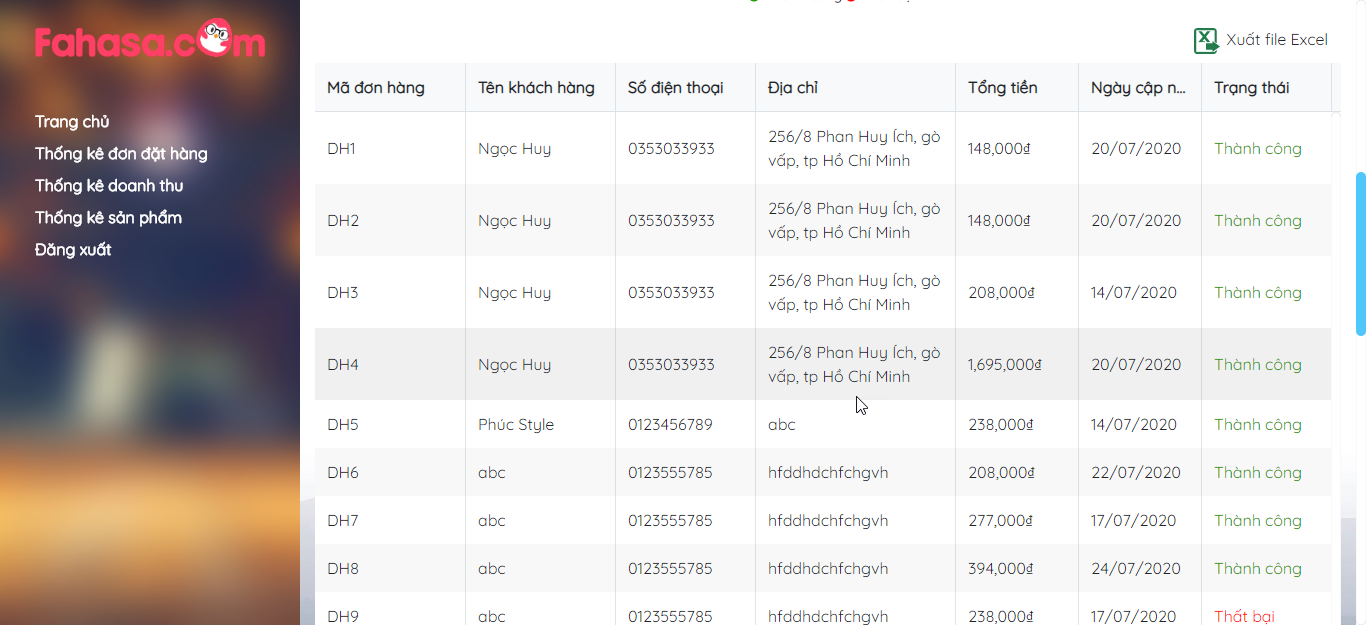 Fahasa.com
Trang chủ
Thống kê đơn đặt hàng
Thống kê doanh thu
Thống kê sản phẩm
Đăng xuất
Xuất file Excel
Mã đơn hàng Tên khách hàng Số điện thoại Địa chỉ Tổng tiền Ngày cập n... Trạng thái
DH1 Ngọc Huy 0353033933 256/8 Phan Huy Ích, gò
vấp, tp Hồ Chí Minh 148,000₫ 20/07/2020 Thành công
DH2 Ngọc Huy 0353033933 256/8 Phan Huy Ích, gò
vấp, tp Hồ Chí Minh 148,000₫ 20/07/2020 Thành công
DH3 Ngọc Huy 0353033933 256/8 Phan Huy Ích, gò
vấp, tp Hồ Chí Minh 208,000₫ 14/07/2020 Thành công
DH4 Ngọc Huy 0353033933 256/8 Phan Huy Ích, gò
vấp, tp Hồ Chí Minh 1,695,000₫ 20/07/2020 Thành công
DH5 Phúc Style 0123456789 abc 238,000₫ 14/07/2020 Thành công
DH6 abc 0123555785 hfddhdchfchgvh 208,000₫ 22/07/2020 Thành công
DH7 abc 0123555785 hfddhdchfchgvh 277,000₫ 17/07/2020 Thành công
DH8 abc 0123555785 hfddhdchfchgvh 394,000₫ 24/07/2020 Thành công
DH9 abc 0123555785 hfddhdchfchgvh 238,000₫ 17/07/2020 Thất bại